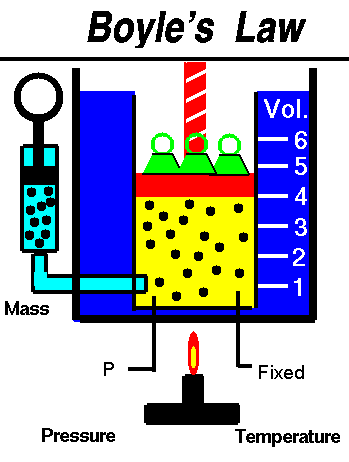 Boyle's Law
Vol.
6
5
4
3
2
1
Mass
P
Fixed
Pressure
Temperature